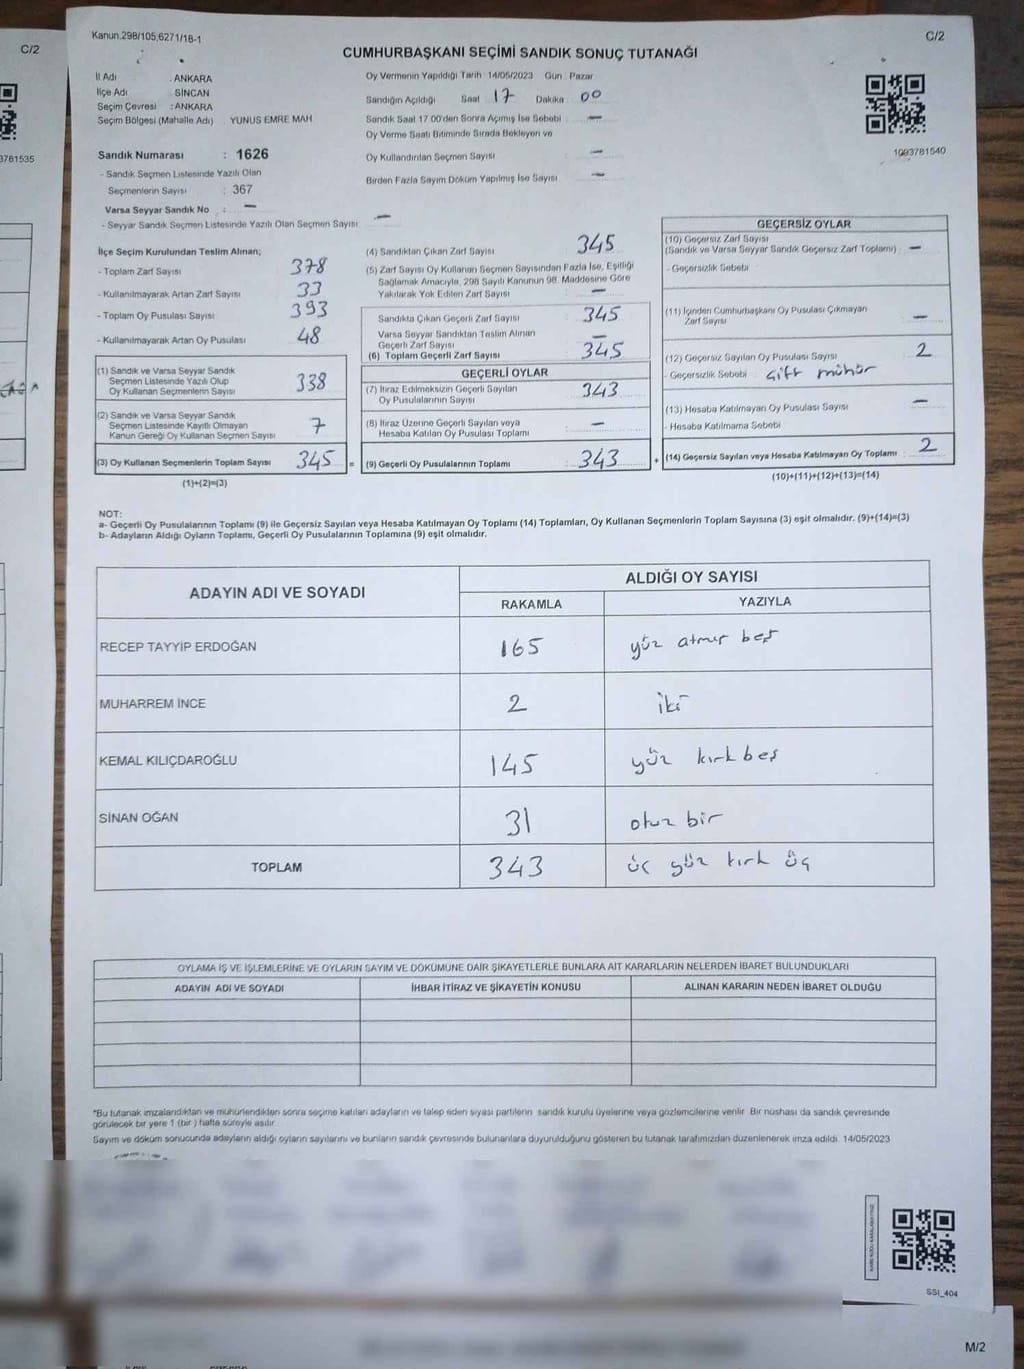 C/2
3781535
Kanun.298/105,6271/18-1
C/2
CUMHURBAŞKANI SEÇİMİ SANDIK SONUÇ TUTANAĞI
İl Adı : ANKARA
İlçe Adı : SİNCAN
Seçim Çevresi : ANKARA
Seçim Bölgesi (Mahalle Adı) : YUNUS EMRE MAH
Oy Vermenin Yapıldığı Tarih 14/05/2023 Gün : Pazar
Sandığın Açıldığı Saat 17 Dakika 00
Sandık Saat 17.00'den Sonra Açmış İse Sebebi : —
Oy Verme Saati Bitiminde Sırada Bekleyen ve
Oy Kullandırılan Seçmen Sayısı : —
Birden Fazla Sayım Döküm Yapılmış İse Sayısı : —
1093781540
Sandık Numarası : 1626
- Sandık Seçmen Listesinde Yazılı Olan
Seçmenlerin Sayısı : 367
Varsa Seyyar Sandık No : —
- Seyyar Sandık Seçmen Listesinde Yazılı Olan Seçmen Sayısı : —
İlçe Seçim Kurulundan Teslim Alınan;
- Toplam Zarf Sayısı 378
- Kullanılmayarak Artan Zarf Sayısı 33
- Toplam Oy Pusulası Sayısı 393
- Kullanılmayarak Artan Oy Pusulası 48
(1) Sandık ve Varsa Seyyar Sandık
Seçmen Listesinde Yazılı Olup
Oy Kullanan Seçmenlerin Sayısı 338
(2) Sandık ve Varsa Seyyar Sandık
Seçmen Listesinde Kayıtlı Olmayan
Kanun Gereği Oy Kullanan Seçmen Sayısı 7
(3) Oy Kullanan Seçmenlerin Toplam Sayısı 345 =
(1)+(2)=(3)
(4) Sandıktan Çıkan Zarf Sayısı 345
(5) Zarf Sayısı Oy Kullanan Seçmen Sayısından Fazla İse, Eşitliği
Sağlamak Amacıyla, 298 Sayılı Kanunun 98. Maddesine Göre
Yakılarak Yok Edilen Zarf Sayısı : —
Sandıkta Çıkan Geçerli Zarf Sayısı : 345
Varsa Seyyar Sandıktan Teslim Alınan
Geçerli Zarf Sayısı : —
(6) Toplam Geçerli Zarf Sayısı : 345
GEÇERLİ OYLAR
(7) İtiraz Edilmeksizin Geçerli Sayılan
Oy Pusulalarının Sayısı : 343
(8) İtiraz Üzerine Geçerli Sayılan veya
Hesaba Katılan Oy Pusulası Toplamı : —
(9) Geçerli Oy Pusulalarının Toplamı : 343 +
GEÇERSİZ OYLAR
(10) Geçersiz Zarf Sayısı
(Sandık ve Varsa Seyyar Sandık Geçersiz Zarf Toplamı) : —
- Geçersizlik Sebebi :
(11) İçinden Cumhurbaşkanı Oy Pusulası Çıkmayan
Zarf Sayısı : —
(12) Geçersiz Sayılan Oy Pusulası Sayısı : 2
- Geçersizlik Sebebi : çift mühür
(13) Hesaba Katılmayan Oy Pusulası Sayısı : —
- Hesaba Katılmama Sebebi :
(14) Geçersiz Sayılan veya Hesaba Katılmayan Oy Toplamı : 2
(10)+(11)+(12)+(13)=(14)
NOT:
a- Geçerli Oy Pusulalarının Toplamı (9) ile Geçersiz Sayılan veya Hesaba Katılmayan Oy Toplamı (14) Toplamları, Oy Kullanan Seçmenlerin Toplam Sayısına (3) eşit olmalıdır. (9)+(14)=(3)
b- Adayların Aldığı Oyların Toplamı, Geçerli Oy Pusulalarının Toplamına (9) eşit olmalıdır.
ADAYIN ADI VE SOYADI
ALDIĞI OY SAYISI
RAKAMLA YAZIYLA
RECEP TAYYİP ERDOĞAN 165 yüz atmış beş
MUHARREM İNCE 2 iki
KEMAL KILIÇDAROĞLU 145 yüz kırk beş
SİNAN OĞAN 31 otuz bir
TOPLAM 343 üç yüz kırk üç
OYLAMA İŞ VE İŞLEMLERİNE VE OYLARIN SAYIM VE DÖKÜMÜNE DAİR ŞİKAYETLERLE BUNLARA AİT KARARLARIN NELERDEN İBARET BULUNDUKLARI
ADAYIN ADI VE SOYADI İHBAR İTİRAZ VE ŞİKAYETİN KONUSU ALINAN KARARIN NEDEN İBARET OLDUĞU
*Bu tutanak imzalandıktan ve mühürlendikten sonra seçime katılan adayların ve talep eden siyasi partilerin sandık kurulu üyelerine veya gözlemcilerine verilir. Bir nüshası da sandık çevresinde
görülecek bir yere 1 (bir) hafta süreyle asılır.
Sayım ve döküm sonucunda adayların aldığı oyların sayılarını ve bunların sandık çevresinde bulunanlara duyurulduğunu gösteren bu tutanak tarafımızdan düzenlenerek imza edildi. 14/05/2023
SSI_404
M/2